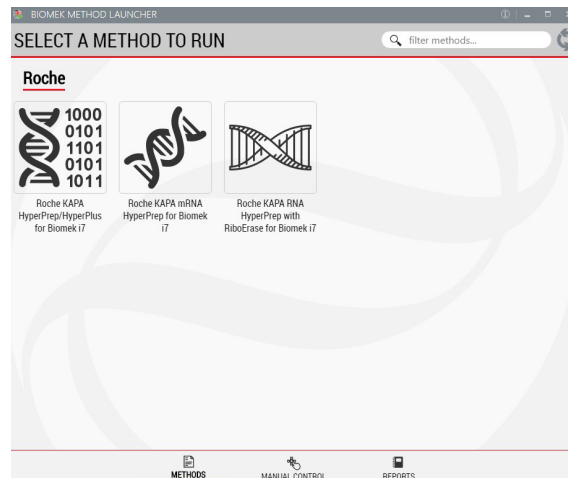 BIOMEK METHOD LAUNCHER
SELECT A METHOD TO RUN
filter methods...
Roche
1000
0101
1101
0101
1011
Roche KAPA
HyperPrep/HyperPlus
for Biomek i7
Roche KAPA mRNA
HyperPrep for Biomek
i7
Roche KAPA RNA
HyperPrep with
RiboErase for Biomek i7
METHODS
MANUAL CONTROL
REPORTS